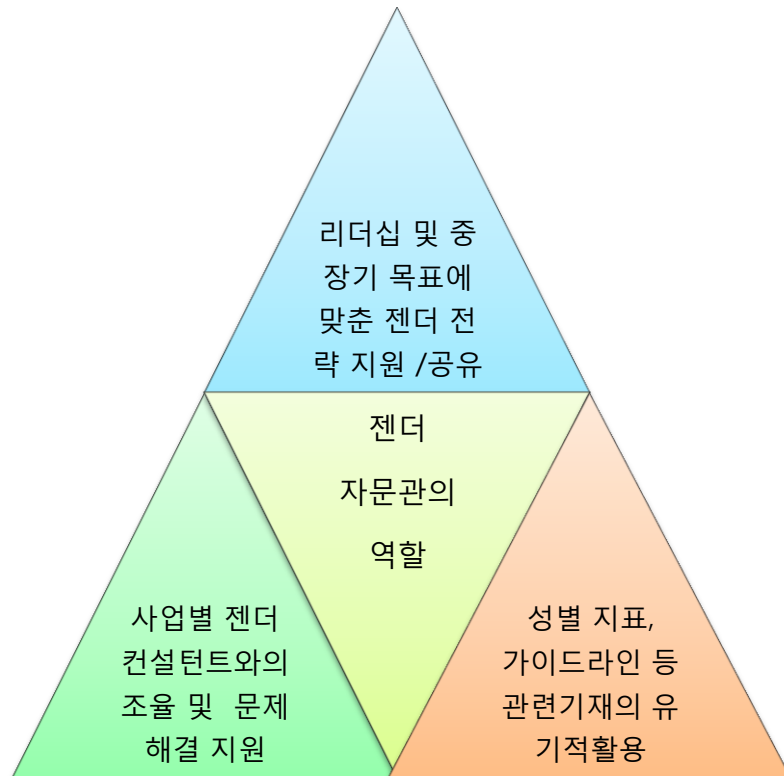 리더십 및 중
장기 목표에
맞춘 젠더 전
략 지원 /공유
젠더
자문관의
역할
사업별 젠더
컨설턴트와의
조율 및  문제
해결 지원
성별 지표,
가이드라인 등
관련기재의 유
기적활용